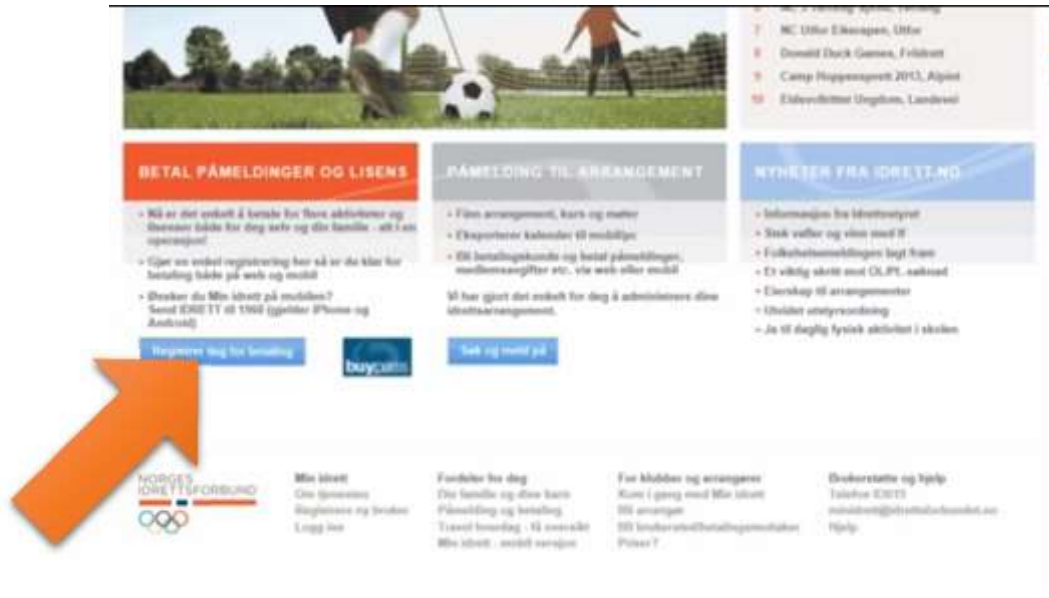 7 NC Utfor Eikerapen, Utfor
8 Donald Duck Games, Friidrett
9 Camp Hoppensprett 2013, Alpint
10 Eidsvollrittet Ungdom, Landevei
BETAL PÅMELDINGER OG LISENS
- Nå er det enkelt å betale for flere aktiviteter og
lisenser både for deg selv og din familie - alt i en
operasjon!
- Gjør en enkel registrering her så er du klar for
betaling både på web og mobil
- Ønsker du Min idrett på mobilen?
Send IDRETT til 1960 (gjelder iPhone og
Android)
Registrer deg for betaling
buypass
PÅMELDING TIL ARRANGEMENT
- Finn arrangement, kurs og møter
- Eksporterer kalender til mobil/pc
- Bli betalingskunde og betal påmeldinger,
medlemsavgifter etc. via web eller mobil
Vi har gjort det enkelt for deg å administrere dine
idrettsarrangement.
Søk og meld på
NYHETER FRA IDRETT.NO
- Informasjon fra Idrettsstyret
- Stek vafler og vinn med If
- Folkehelsemeldingen lagt fram
- Et viktig skritt mot OL/PL-søknad
- Eierskap til arrangementer
- Utvidet utstyrsordning
- Ja til daglig fysisk aktivitet i skolen
NORGES
IDRETTSFORBUND
Min idrett
Om tjenesten
Registrere ny bruker
Logg inn
Fordeler for deg
Din familie og dine barn
Påmelding og betaling
Travel hverdag - få oversikt
Min idrett - mobil versjon
For klubber og arrangører
Kom i gang med Min idrett
Bli arrangør
Bli brukersted/betalingsmottaker
Priser?
Brukerstøtte og hjelp
Telefon 03615
minidrett@idrettsforbundet.no
Hjelp